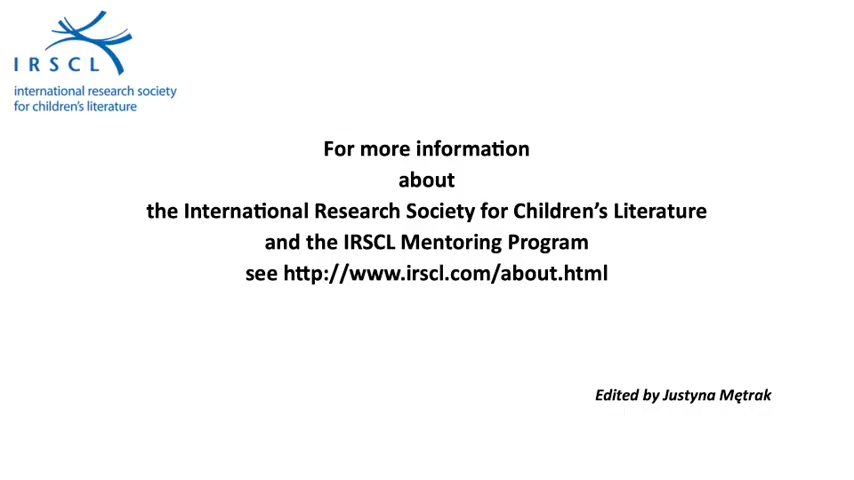 IRSCL
international research society
for children's literature
For more information
about
the International Research Society for Children’s Literature
and the IRSCL Mentoring Program
see http://www.irscl.com/about.html
Edited by Justyna Mętrak